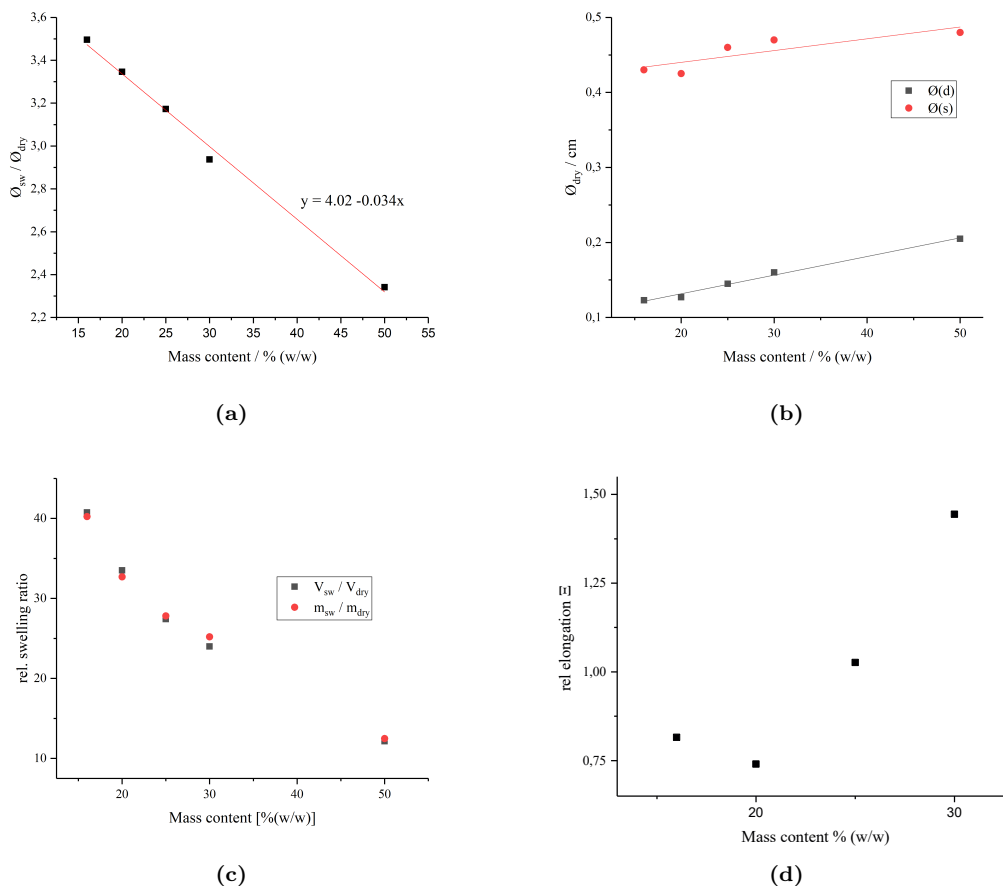 3,6
3,4
3,2
3,0
2,8
2,6
2,4
2,2
Ø_sw / Ø_dry
y = 4.02 -0.034x
15 20 25 30 35 40 45 50 55
Mass content / % (w/w)
(a)
0,5
0,4
0,3
0,2
0,1
Ø_dry / cm
Ø(d)
Ø(s)
20 30 40 50
Mass content / % (w/w)
(b)
40
30
20
10
rel. swelling ratio
V_sw / V_dry
m_sw / m_dry
20 30 40 50
Mass content [%(w/w)]
(c)
1,50
1,25
1,00
0,75
rel elongation Ξ
20 30
Mass content % (w/w)
(d)